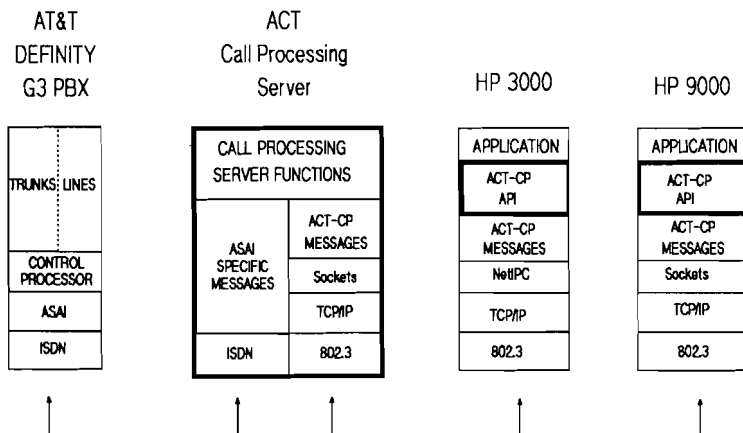 AT&T
DEFINITY
G3 PBX
TRUNKS LINES
CONTROL
PROCESSOR
ASAI
ISDN
ACT
Call Processing
Server
CALL PROCESSING
SERVER FUNCTIONS
ASAI
SPECIFIC
MESSAGES
ISDN
ACT-CP
MESSAGES
Sockets
TCP/IP
802.3
HP 3000
APPLICATION
ACT-CP
API
ACT-CP
MESSAGES
NetIPC
TCP/IP
802.3
HP 9000
APPLICATION
ACT-CP
API
ACT-CP
MESSAGES
Sockets
TCP/IP
802.3